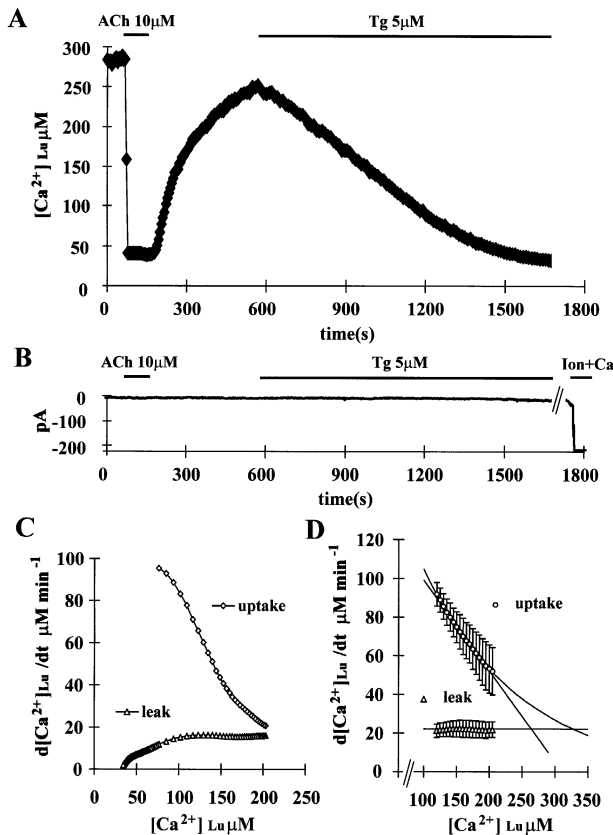 A
ACh 10μM
Tg 5μM
[Ca²⁺] Lu μM
300
250
200
150
100
50
0
0 300 600 900 1200 1500 1800
time(s)
B
ACh 10μM
Tg 5μM
Ion+Ca
pA
0
-100
-200
0 300 600 900 1200 1500 1800
time(s)
C
d[Ca²⁺]Lu /dt μM min⁻¹
100
80
60
40
20
0
uptake
leak
0 50 100 150 200 250
[Ca²⁺] Lu μM
D
d[Ca²⁺]Lu /dt μM min⁻¹
120
100
80
60
40
20
0
uptake
leak
100 150 200 250 300 350
[Ca²⁺] Lu μM